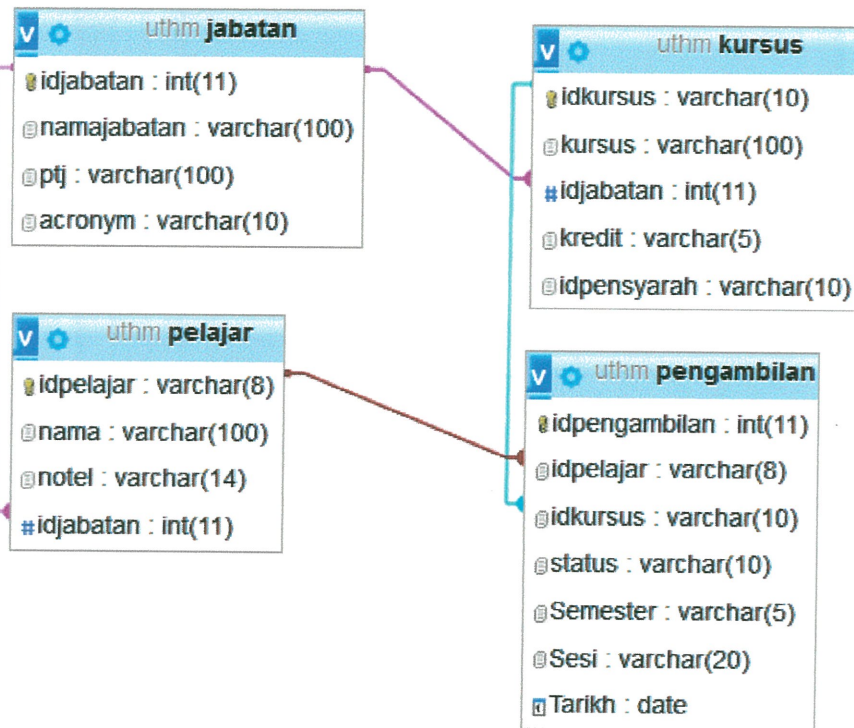 uthm jabatan
idjabatan : int(11)
namajabatan : varchar(100)
ptj : varchar(100)
acronym : varchar(10)
uthm kursus
idkursus : varchar(10)
kursus : varchar(100)
#idjabatan : int(11)
kredit : varchar(5)
idpensyarah : varchar(10)
uthm pelajar
idpelajar : varchar(8)
nama : varchar(100)
notel : varchar(14)
#idjabatan : int(11)
uthm pengambilan
idpengambilan : int(11)
idpelajar : varchar(8)
idkursus : varchar(10)
status : varchar(10)
Semester : varchar(5)
Sesi : varchar(20)
Tarikh : date